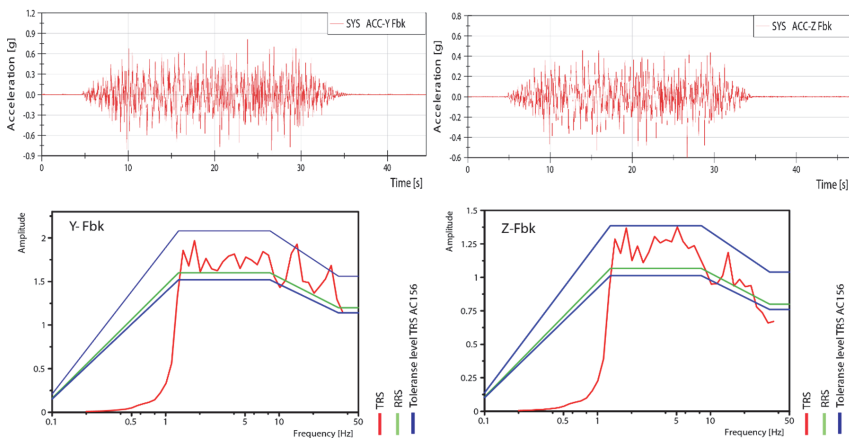 SYS ACC-Y Fbk
Acceleration [g]
1.2
0.9
0.6
0.3
0.0
-0.3
-0.6
-0.9
0 10 20 30 40
Time [s]
SYS ACC-Z Fbk
Acceleration [g]
0.8
0.6
0.4
0.2
0.0
-0.2
-0.4
-0.6
0 10 20 30 40
Time [s]
Y- Fbk
Amplitude
2
1.5
1
0.5
0
0.1 0.5 1 5 10 50
Frequency [Hz]
TRS
RRS
Toleranse level TRS AC156
Z-Fbk
Amplitude
1.5
1.25
1
0.75
0.5
0.25
0
0.1 0.5 1 5 10 50
Frequency [Hz]
TRS
RRS
Toleranse level TRS AC156